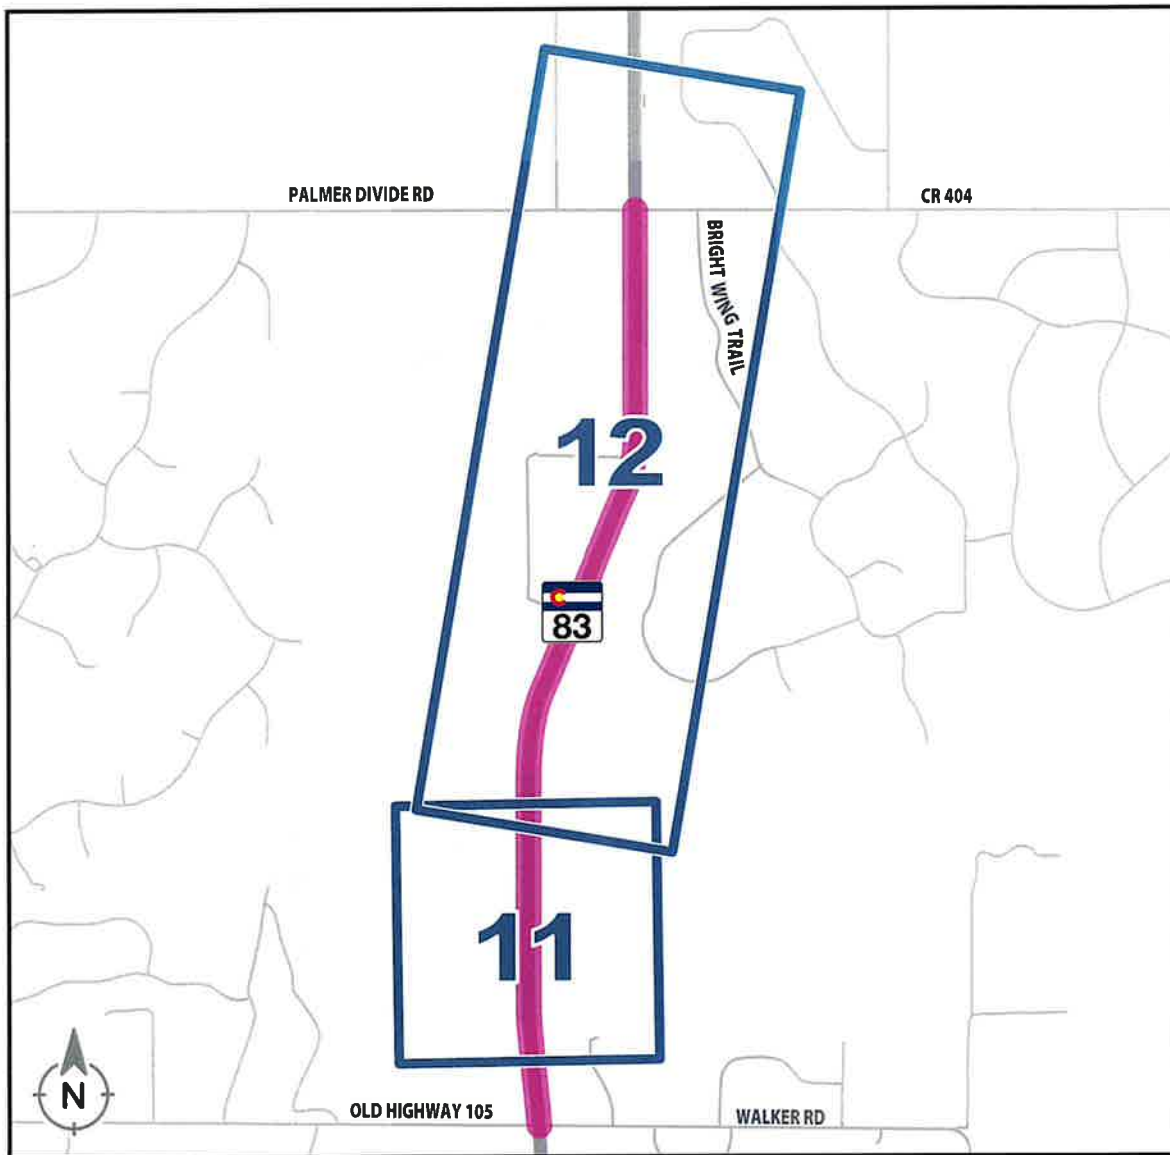 PALMER DIVIDE RD
CR 404
BRIGHT WING TRAIL
12
83
11
N
OLD HIGHWAY 105
WALKER RD